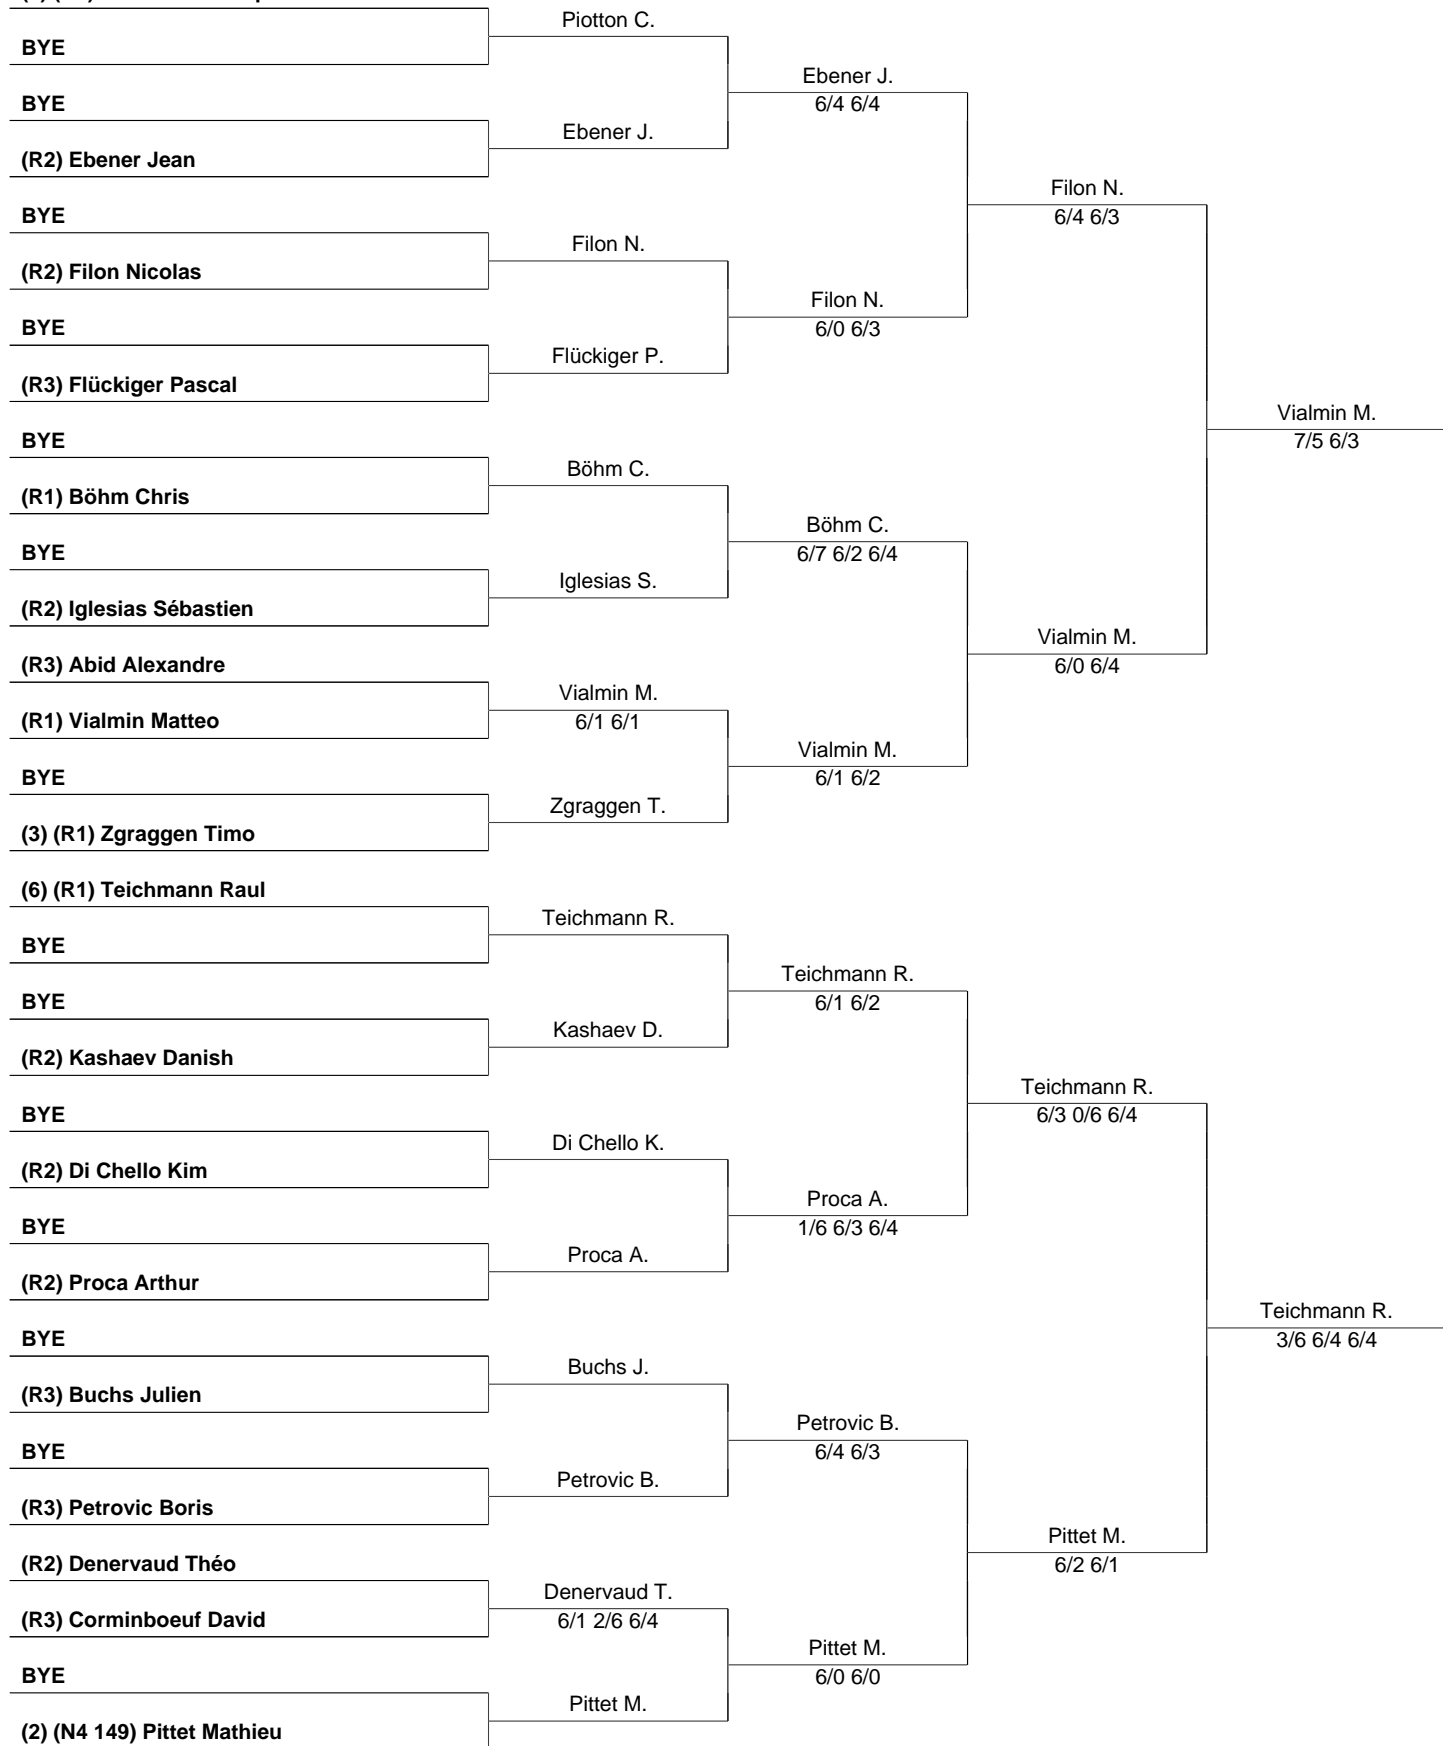 Piotton C.
BYE
Ebener J.
6/4 6/4
BYE
Ebener J.
(R2) Ebener Jean
Filon N.
6/4 6/3
BYE
Filon N.
(R2) Filon Nicolas
Filon N.
6/0 6/3
BYE
Flückiger P.
(R3) Flückiger Pascal
Vialmin M.
7/5 6/3
BYE
Böhm C.
(R1) Böhm Chris
Böhm C.
6/7 6/2 6/4
BYE
Iglesias S.
(R2) Iglesias Sébastien
Vialmin M.
6/0 6/4
(R3) Abid Alexandre
Vialmin M.
6/1 6/1
(R1) Vialmin Matteo
Vialmin M.
6/1 6/2
BYE
Zgraggen T.
(3) (R1) Zgraggen Timo
(6) (R1) Teichmann Raul
Teichmann R.
BYE
Teichmann R.
6/1 6/2
BYE
Kashaev D.
(R2) Kashaev Danish
Teichmann R.
6/3 0/6 6/4
BYE
Di Chello K.
(R2) Di Chello Kim
Proca A.
1/6 6/3 6/4
BYE
Proca A.
(R2) Proca Arthur
Teichmann R.
3/6 6/4 6/4
BYE
Buchs J.
(R3) Buchs Julien
Petrovic B.
6/4 6/3
BYE
Petrovic B.
(R3) Petrovic Boris
Pittet M.
6/2 6/1
(R2) Denervaud Théo
Denervaud T.
6/1 2/6 6/4
(R3) Corminboeuf David
Pittet M.
6/0 6/0
BYE
Pittet M.
(2) (N4 149) Pittet Mathieu